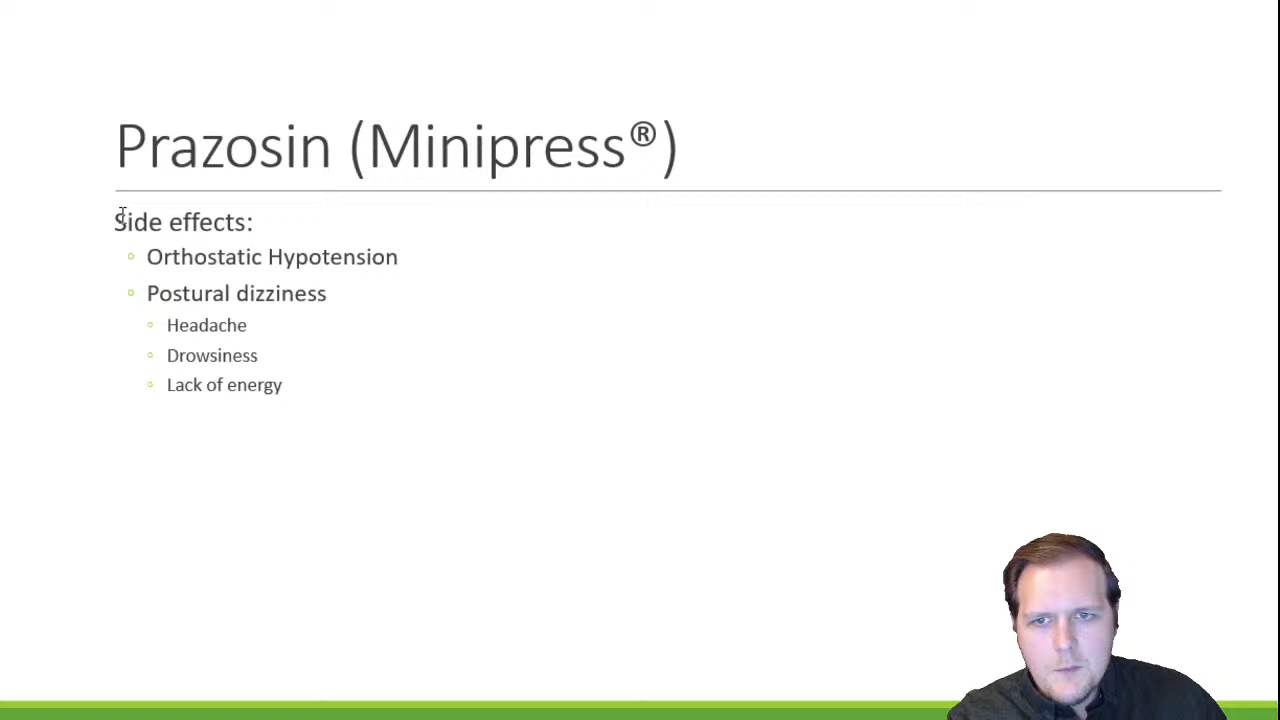 Prazosin (Minipress®)
Side effects:
Orthostatic Hypotension
Postural dizziness
Headache
Drowsiness
Lack of energy